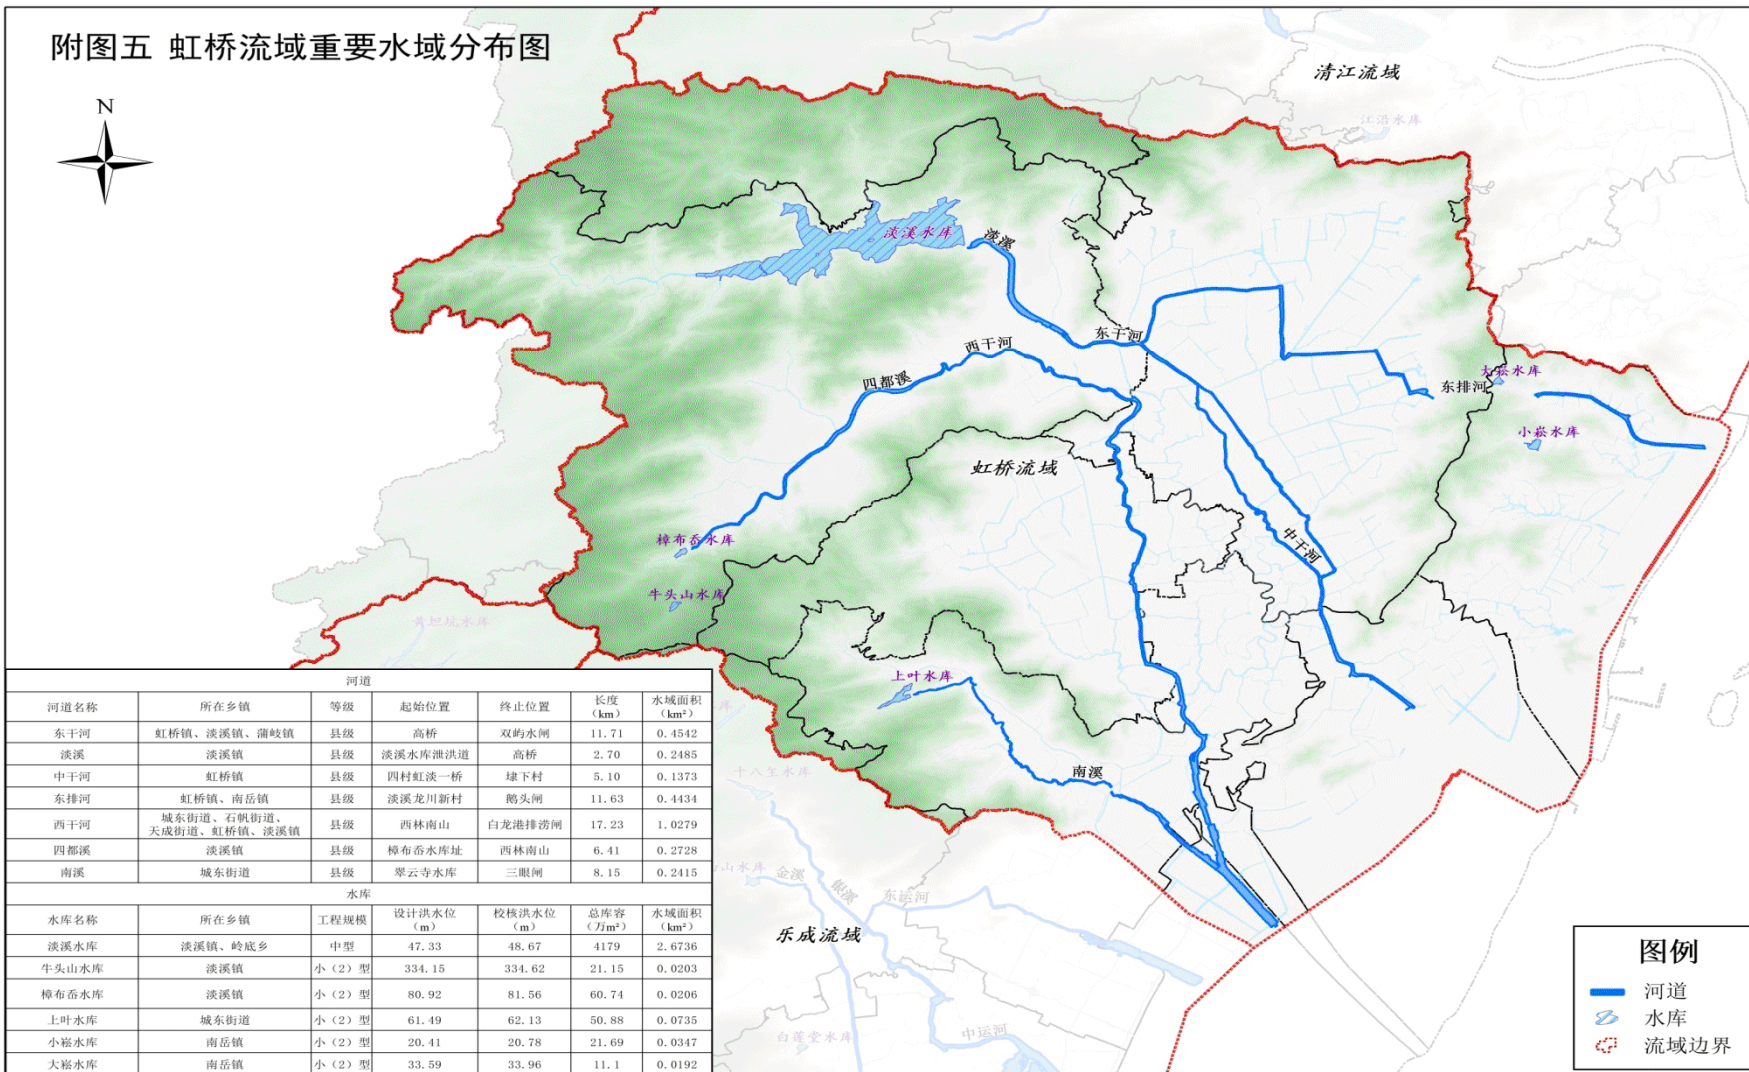 附图五 虹桥流域重要水域分布图
N
清江流域
江沿水库
淡溪水库
淡溪
东干河
西干河
四都溪
大崧水库
东排河
小崧水库
虹桥流域
樟布岙水库
中干河
牛头山水库
黄坦坑水库
上叶水库
南溪
十八垄水库
山水库
金溪
银溪
东运河
乐成流域
中运河
白莲堂水库
河道
河道名称 所在乡镇 等级 起始位置 终止位置 长度（km） 水域面积（km²）
东干河 虹桥镇、淡溪镇、蒲岐镇 县级 高桥 双屿水闸 11.71 0.4542
淡溪 淡溪镇 县级 淡溪水库泄洪道 高桥 2.70 0.2485
中干河 虹桥镇 县级 四村虹淡一桥 埭下村 5.10 0.1373
东排河 虹桥镇、南岳镇 县级 淡溪龙川新村 鹅头闸 11.63 0.4434
西干河 城东街道、石帆街道、天成街道、虹桥镇、淡溪镇 县级 西林南山 白龙港排涝闸 17.23 1.0279
四都溪 淡溪镇 县级 樟布岙水库址 西林南山 6.41 0.2728
南溪 城东街道 县级 翠云寺水库 三眼闸 8.15 0.2415
水库
水库名称 所在乡镇 工程规模 设计洪水位（m） 校核洪水位（m） 总库容（万m³） 水域面积（km²）
淡溪水库 淡溪镇、岭底乡 中型 47.33 48.67 4179 2.6736
牛头山水库 淡溪镇 小（2）型 334.15 334.62 21.15 0.0203
樟布岙水库 淡溪镇 小（2）型 80.92 81.56 60.74 0.0206
上叶水库 城东街道 小（2）型 61.49 62.13 50.88 0.0735
小崧水库 南岳镇 小（2）型 20.41 20.78 21.69 0.0347
大崧水库 南岳镇 小（2）型 33.59 33.96 11.1 0.0192
图例
河道
水库
流域边界